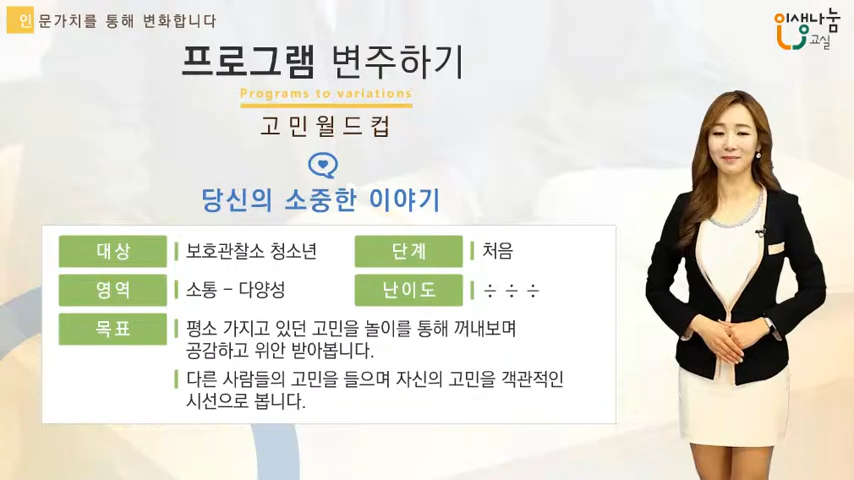 인문가치를 통해 변화합니다
인생나눔
교실
프로그램 변주하기
Programs to variations
고민월드컵
당신의 소중한 이야기
대상 보호관찰소 청소년 단계 처음
영역 소통 - 다양성 난이도 ÷ ÷ ÷
목표 평소 가지고 있던 고민을 놀이를 통해 꺼내보며
공감하고 위안 받아봅니다.
다른 사람들의 고민을 들으며 자신의 고민을 객관적인
시선으로 봅니다.